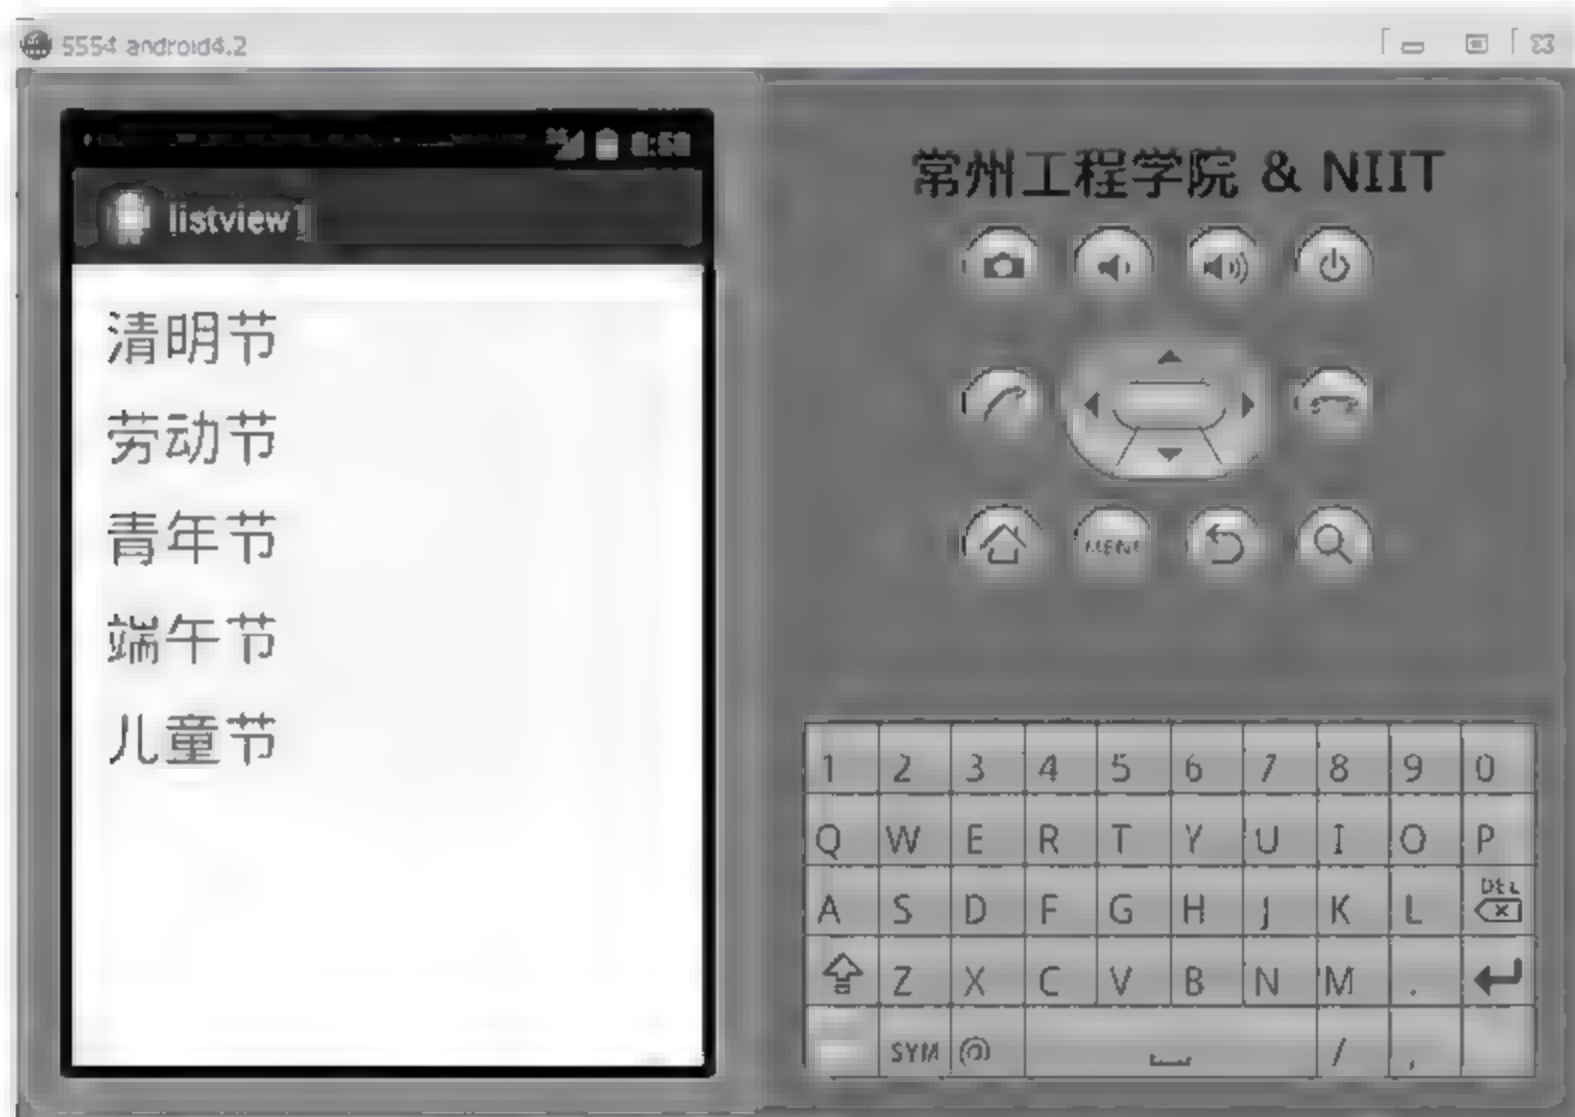 5554 android4.2
listview1
清明节
劳动节
青年节
端午节
儿童节
常州工程学院 & NIIT
MENU
1 2 3 4 5 6 7 8 9 0
Q W E R T Y U I O P
A S D F G H J K L DEL
Z X C V B N M .
SYM @ / ,